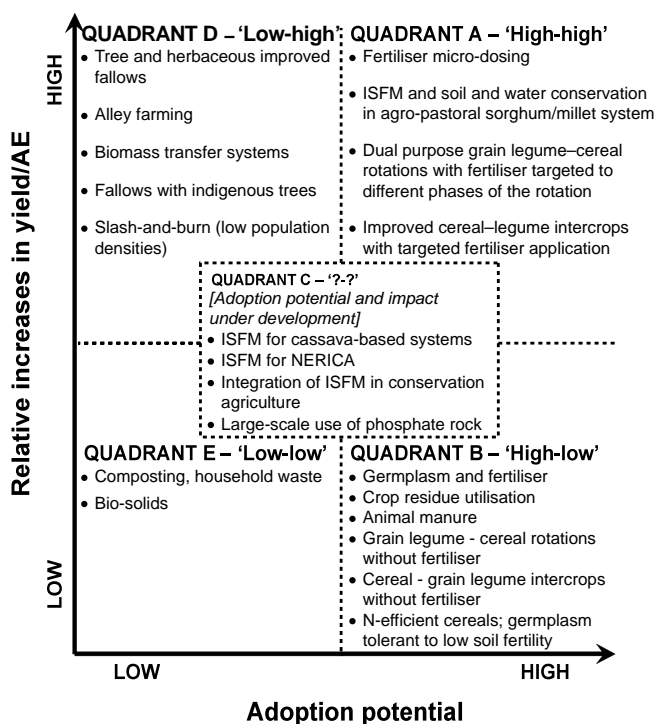 QUADRANT D – ‘Low-high’
• Tree and herbaceous improved
fallows
• Alley farming
• Biomass transfer systems
• Fallows with indigenous trees
• Slash-and-burn (low population
densities)
QUADRANT A – ‘High-high’
• Fertiliser micro-dosing
• ISFM and soil and water conservation
in agro-pastoral sorghum/millet system
• Dual purpose grain legume–cereal
rotations with fertiliser targeted to
different phases of the rotation
• Improved cereal–legume intercrops
with targeted fertiliser application
QUADRANT C – ‘?-?’
[Adoption potential and impact
under development]
• ISFM for cassava-based systems
• ISFM for NERICA
• Integration of ISFM in conservation
agriculture
• Large-scale use of phosphate rock
QUADRANT E – ‘Low-low’
• Composting, household waste
• Bio-solids
QUADRANT B – ‘High-low’
• Germplasm and fertiliser
• Crop residue utilisation
• Animal manure
• Grain legume - cereal rotations
without fertiliser
• Cereal - grain legume intercrops
without fertiliser
• N-efficient cereals; germplasm
tolerant to low soil fertility
HIGH
LOW
Relative increases in yield/AE
LOW
HIGH
Adoption potential